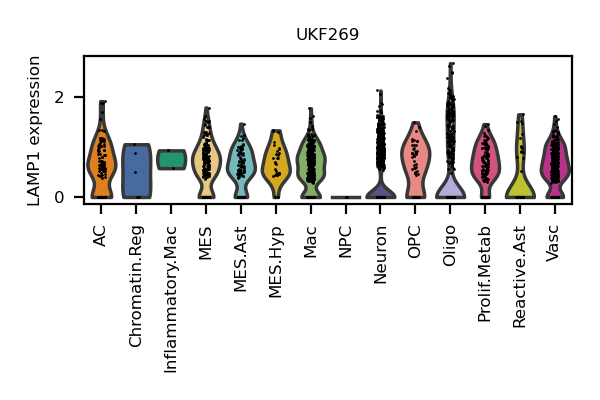 UKF269
LAMP1 expression
2
0
AC
Chromatin.Reg
Inflammatory.Mac
MES
MES.Ast
MES.Hyp
Mac
NPC
Neuron
OPC
Oligo
Prolif.Metab
Reactive.Ast
Vasc